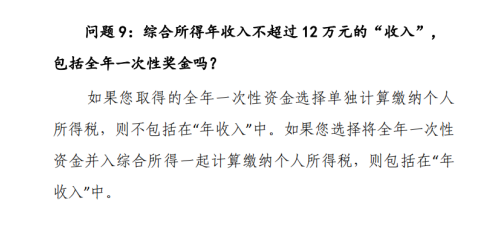 问题 9：综合所得年收入不超过 12 万元的“收入”，
包括全年一次性奖金吗？
如果您取得的全年一次性资金选择单独计算缴纳个人
所得税，则不包括在“年收入”中。如果您选择将全年一次性
资金并入综合所得一起计算缴纳个人所得税，则包括在“年
收入”中。